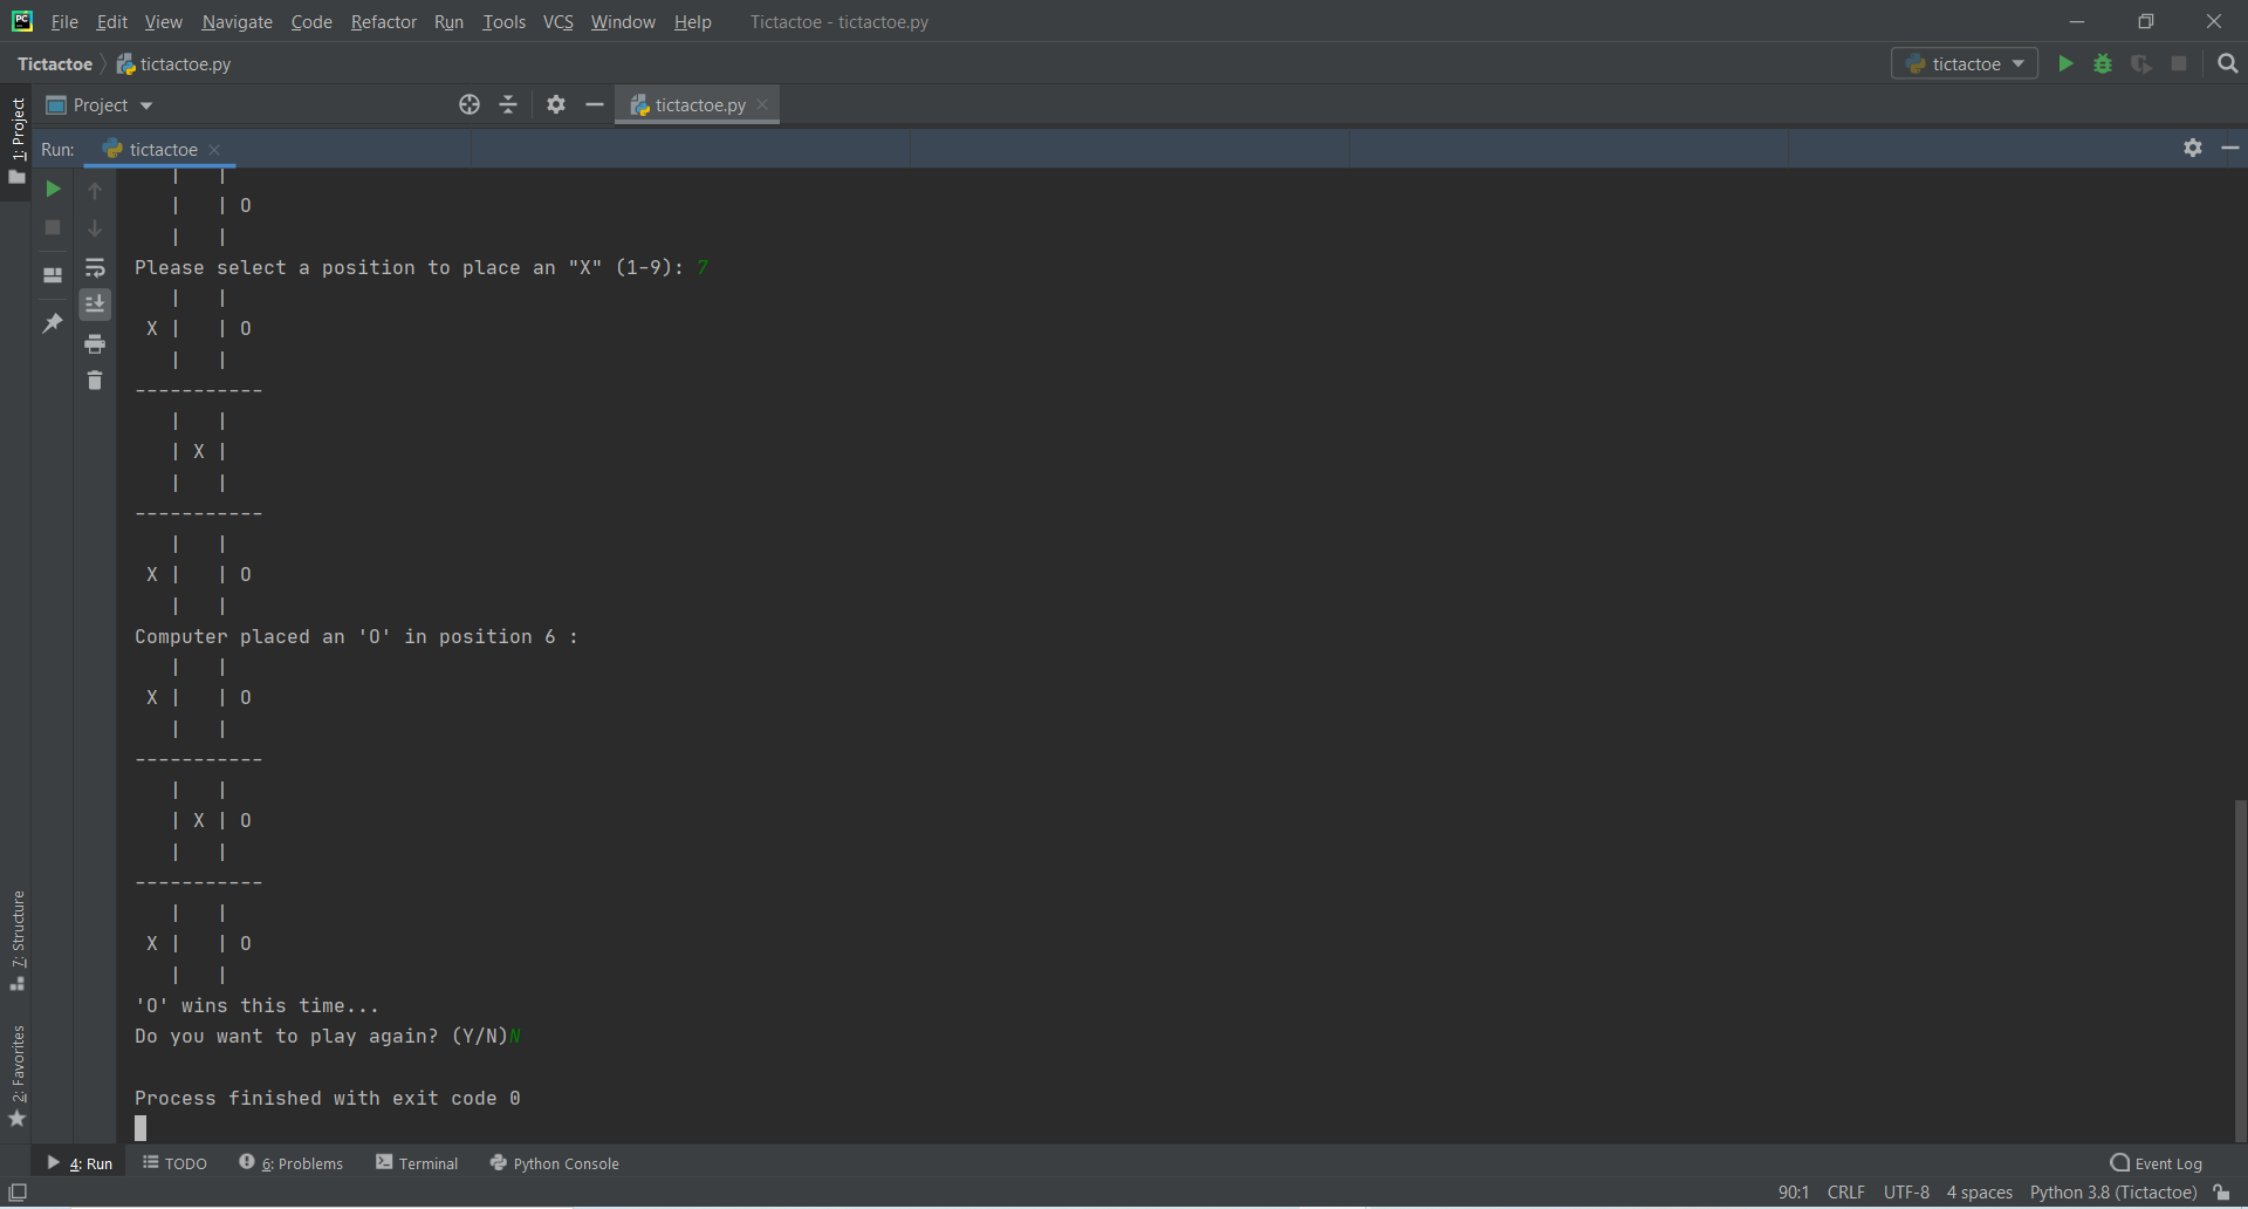 File Edit View Navigate Code Refactor Run Tools VCS Window Help Tictactoe - tictactoe.py
Tictactoe tictactoe.py tictactoe
1: Project Project tictactoe.py
Run: tictactoe
   |   |
   |   | O
   |   |
Please select a position to place an "X" (1-9): 7
   |   |
 X |   | O
   |   |
-----------
   |   |
   | X |
   |   |
-----------
   |   |
 X |   | O
   |   |
Computer placed an 'O' in position 6 :
   |   |
 X |   | O
   |   |
-----------
   |   |
   | X | O
   |   |
-----------
   |   |
 X |   | O
   |   |
'O' wins this time...
Do you want to play again? (Y/N)N
Process finished with exit code 0
7: Structure
2: Favorites
4: Run TODO 6: Problems Terminal Python Console Event Log
90:1 CRLF UTF-8 4 spaces Python 3.8 (Tictactoe)